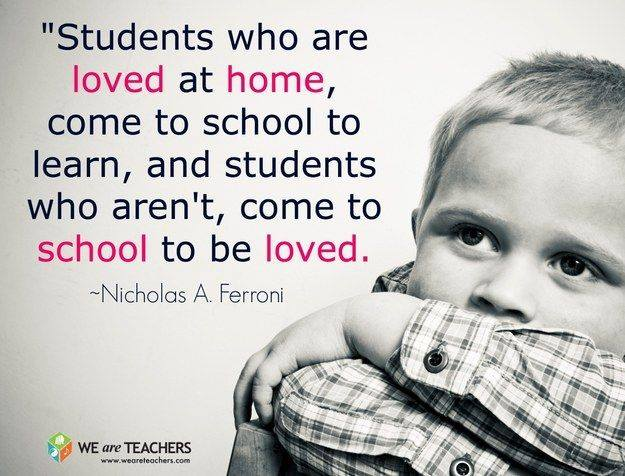 "Students who are
loved at home,
come to school to
learn, and students
who aren't, come to
school to be loved.
~Nicholas A. Ferroni
WE are TEACHERS
www.weareteachers.com